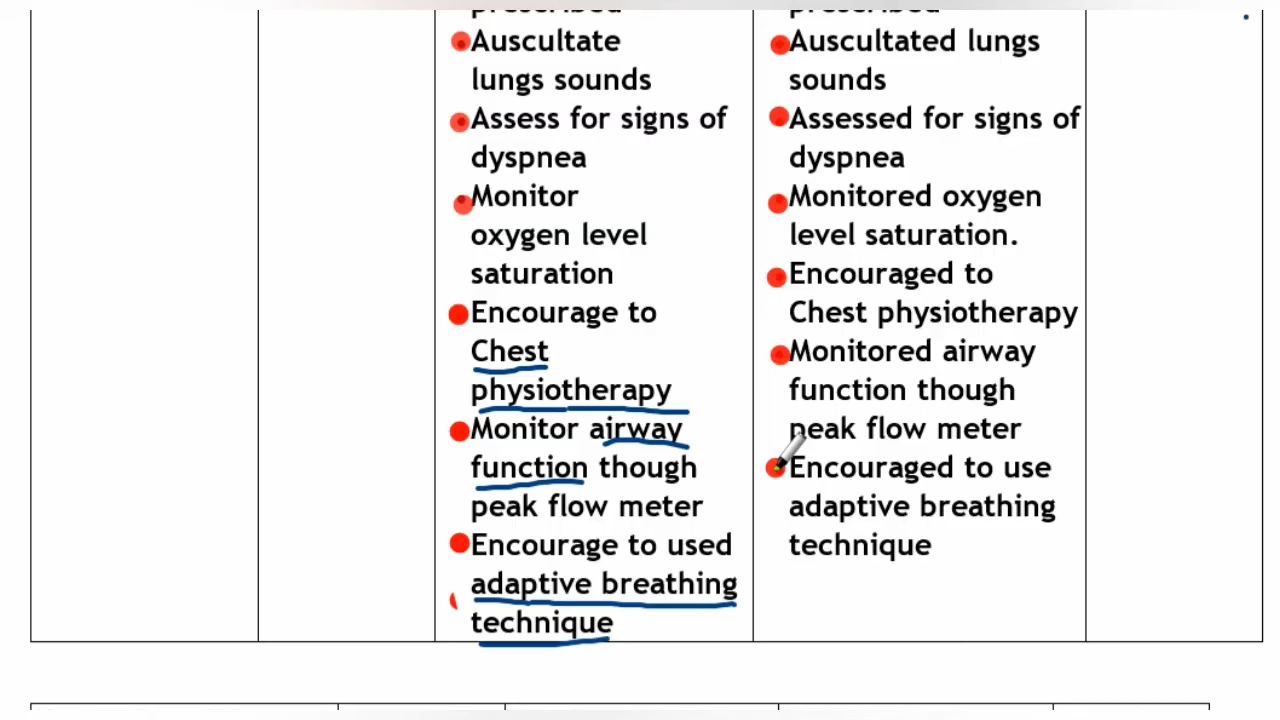 prescribed
Auscultate
lungs sounds
Assess for signs of
dyspnea
Monitor
oxygen level
saturation
Encourage to
Chest
physiotherapy
Monitor airway
function though
peak flow meter
Encourage to used
adaptive breathing
technique
prescribed
Auscultated lungs
sounds
Assessed for signs of
dyspnea
Monitored oxygen
level saturation.
Encouraged to
Chest physiotherapy
Monitored airway
function though
peak flow meter
Encouraged to use
adaptive breathing
technique